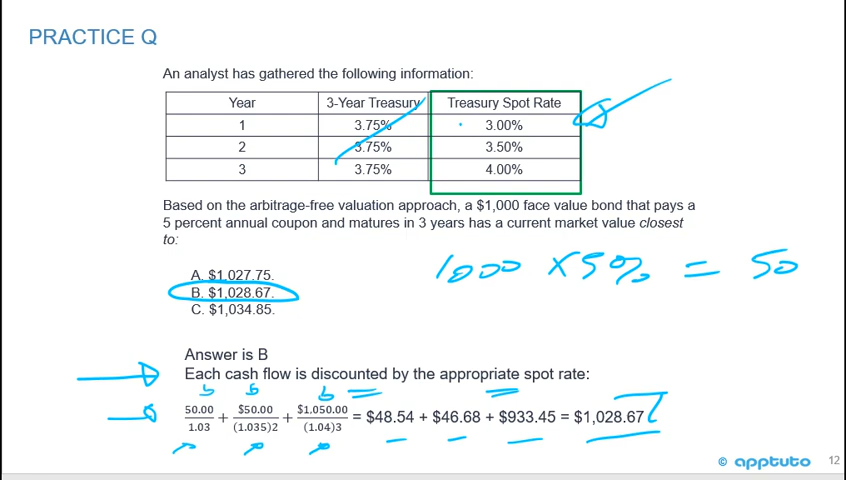 PRACTICE Q
An analyst has gathered the following information:
Year 3-Year Treasury Treasury Spot Rate
1 3.75% 3.00%
2 3.75% 3.50%
3 3.75% 4.00%
Based on the arbitrage-free valuation approach, a $1,000 face value bond that pays a
5 percent annual coupon and matures in 3 years has a current market value closest
to:
1000 × 5% = 50
A. $1,027.75.
B. $1,028.67.
C. $1,034.85.
Answer is B
Each cash flow is discounted by the appropriate spot rate:
50.00/1.03 + $50.00/(1.035)2 + $1,050.00/(1.04)3 = $48.54 + $46.68 + $933.45 = $1,028.67
© apptuto 12